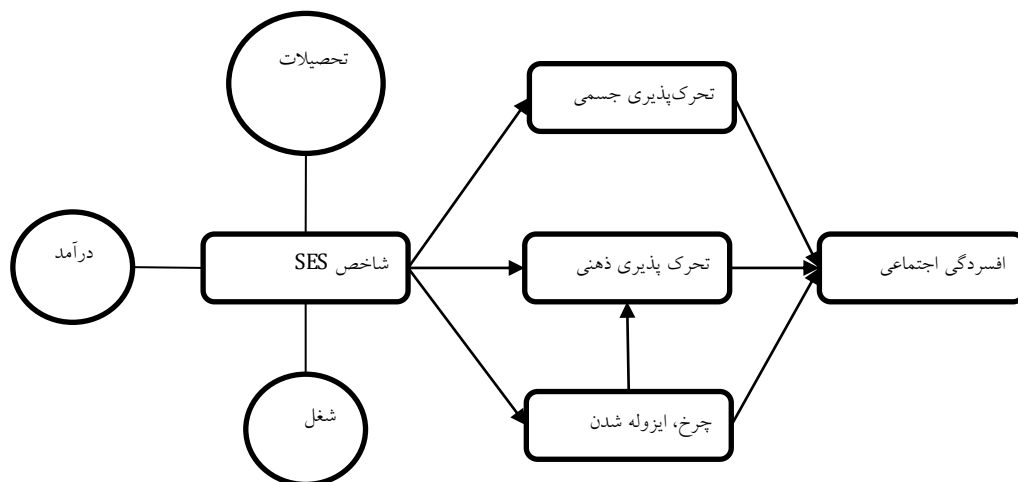 تحصیلات
تحرک‌پذیری جسمی
درآمد
شاخص SES
تحرک پذیری ذهنی
افسردگی اجتماعی
شغل
چرخ، ایزوله شدن